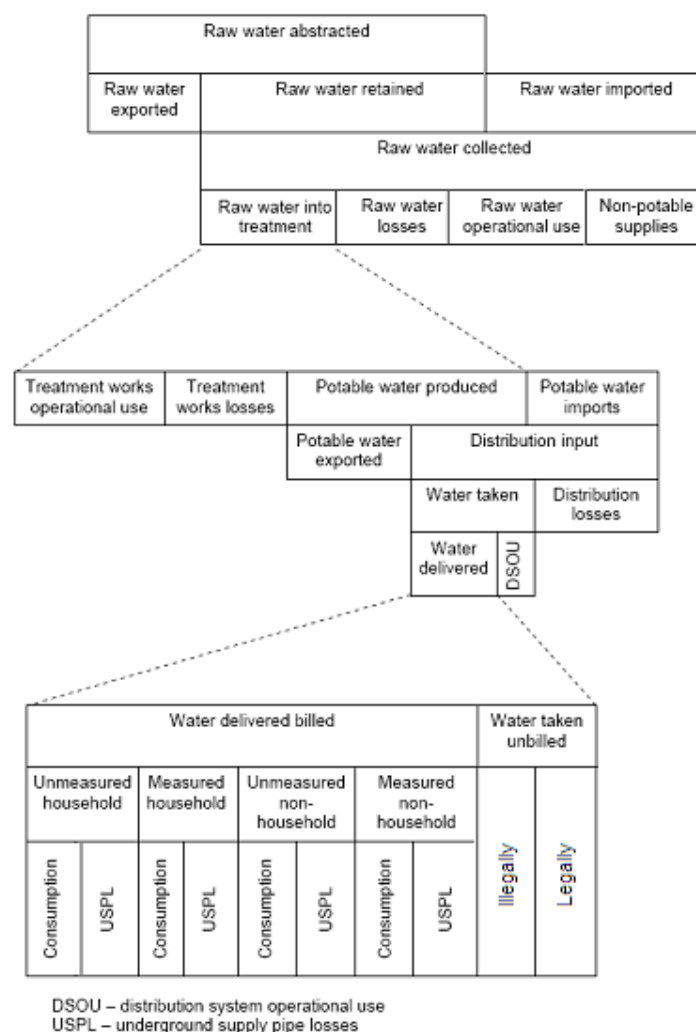 Raw water abstracted
Raw water
exported
Raw water retained
Raw water imported
Raw water collected
Raw water into
treatment
Raw water
losses
Raw water
operational use
Non-potable
supplies
Treatment works
operational use
Treatment
works losses
Potable water produced
Potable water
imports
Potable water
exported
Distribution input
Water taken
Distribution
losses
Water
delivered
DSOU
Water delivered billed
Water taken
unbilled
Unmeasured
household
Measured
household
Unmeasured
non-
household
Measured
non-
household
Consumption
USPL
Consumption
USPL
Consumption
USPL
Consumption
USPL
Illegally
Legally
DSOU – distribution system operational use
USPL – underground supply pipe losses